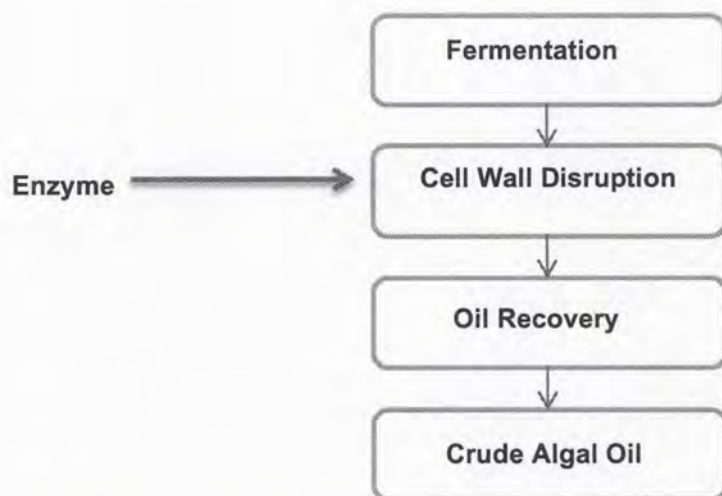 Fermentation
Enzyme
Cell Wall Disruption
Oil Recovery
Crude Algal Oil